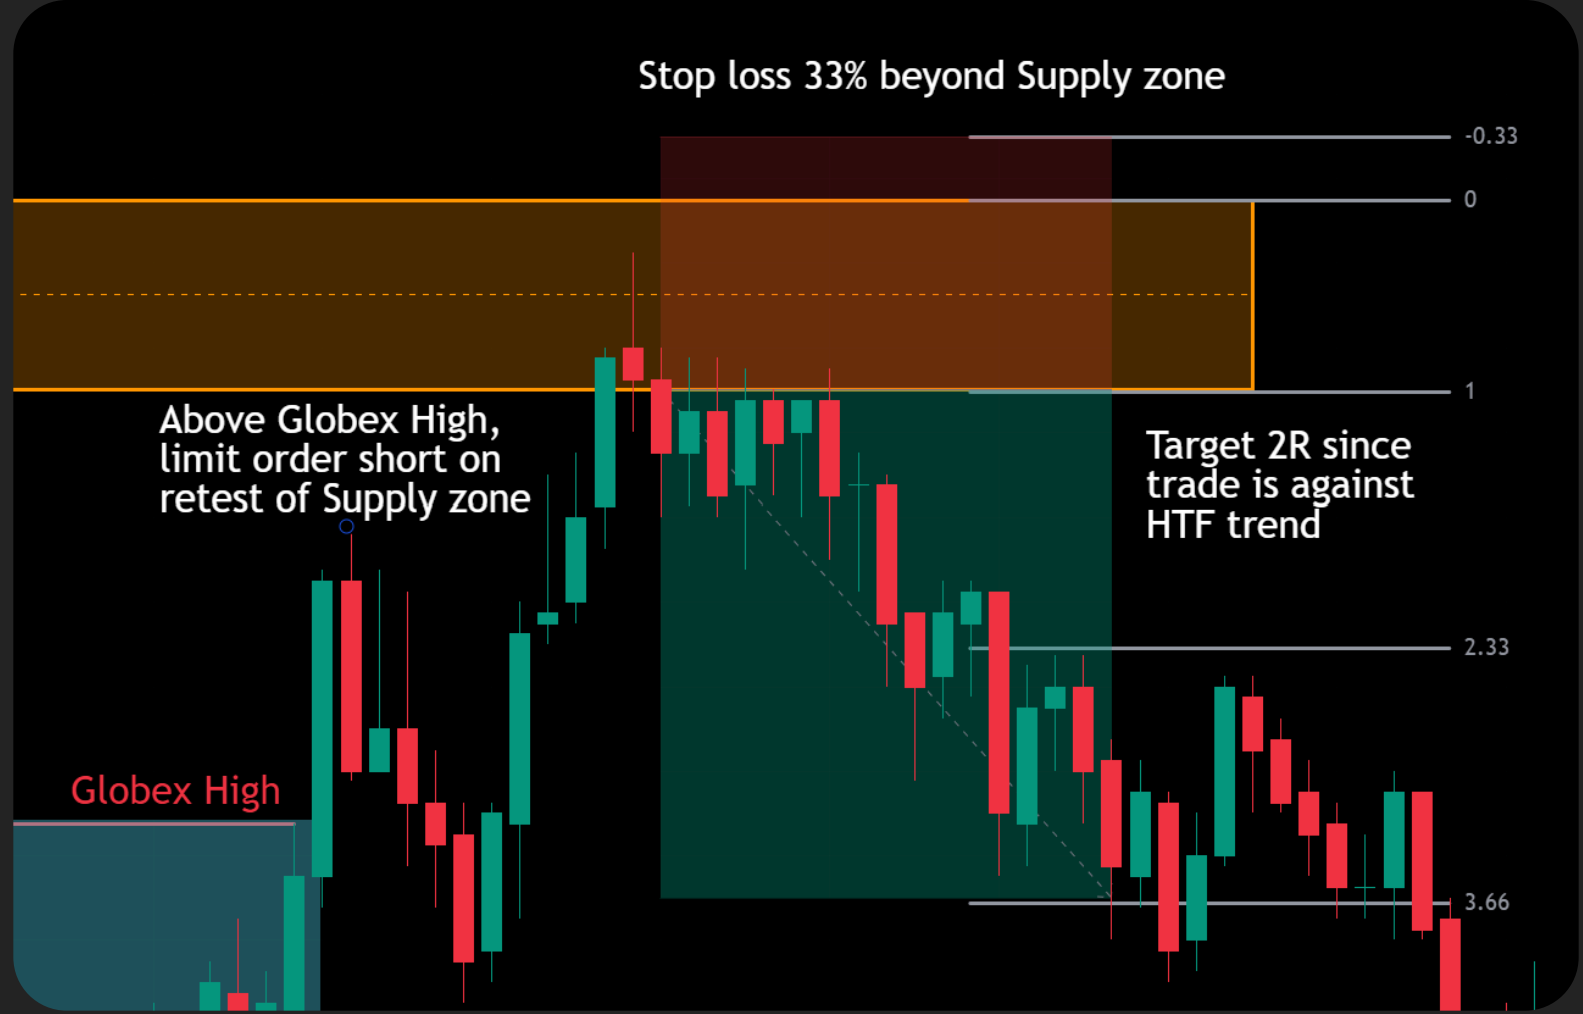 Stop loss 33% beyond Supply zone
-0.33
0
1
Above Globex High,
limit order short on
retest of Supply zone
Target 2R since
trade is against
HTF trend
2.33
Globex High
3.66